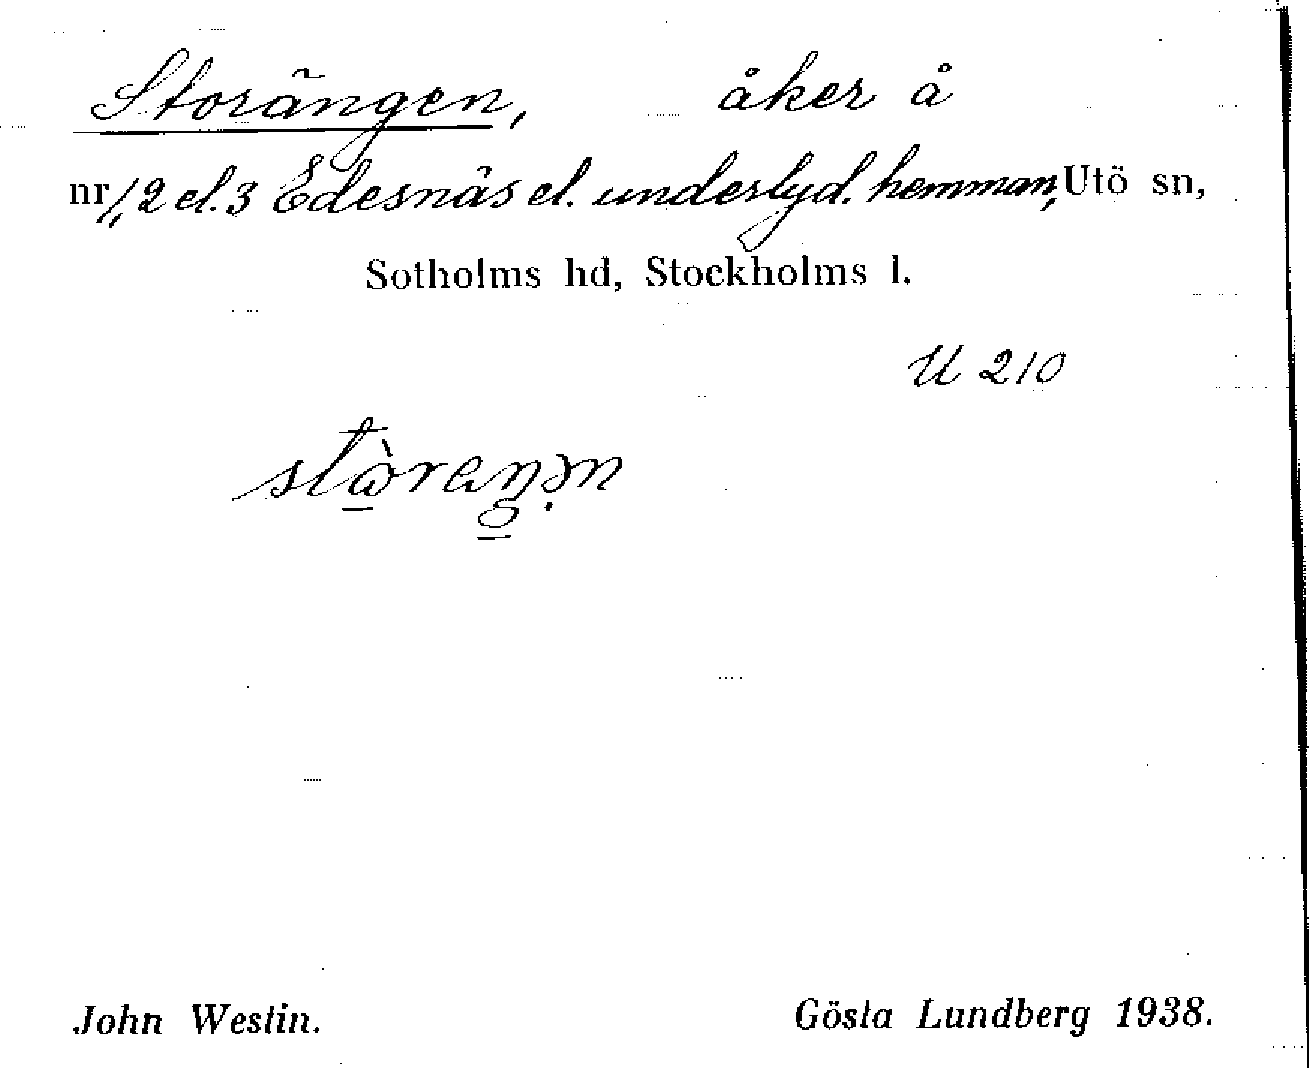 Storängen, åker å
nr 1, 2 el. 3 Edesnäs el. underlyd. hemman, Utö sn,
Sotholms hd, Stockholms l.
U 210
John Westin. Gösta Lundberg 1938.